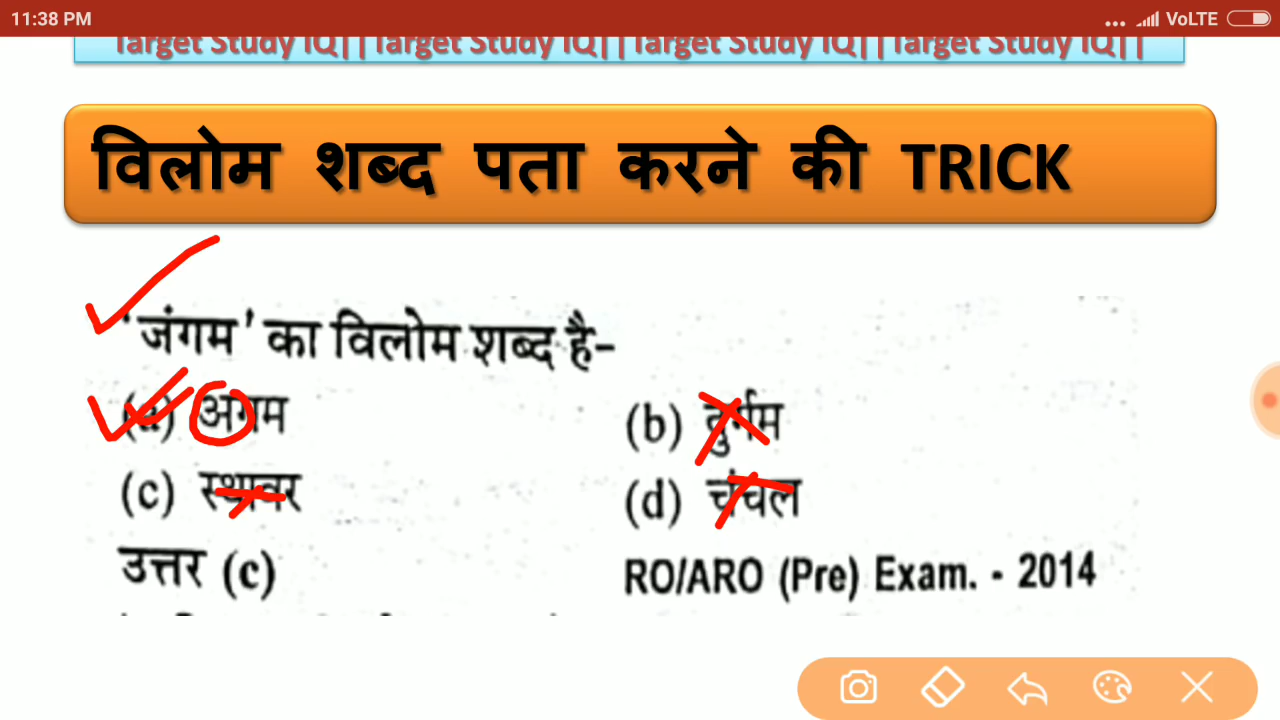 11:38 PM ... VoLTE
Target Study IQ||Target Study IQ||Target Study IQ||Target Study IQ||
विलोम शब्द पता करने की TRICK
'जंगम' का विलोम शब्द है-
(a) अगम (b) दुर्गम
(c) स्थावर (d) चंचल
उत्तर (c) RO/ARO (Pre) Exam. - 2014